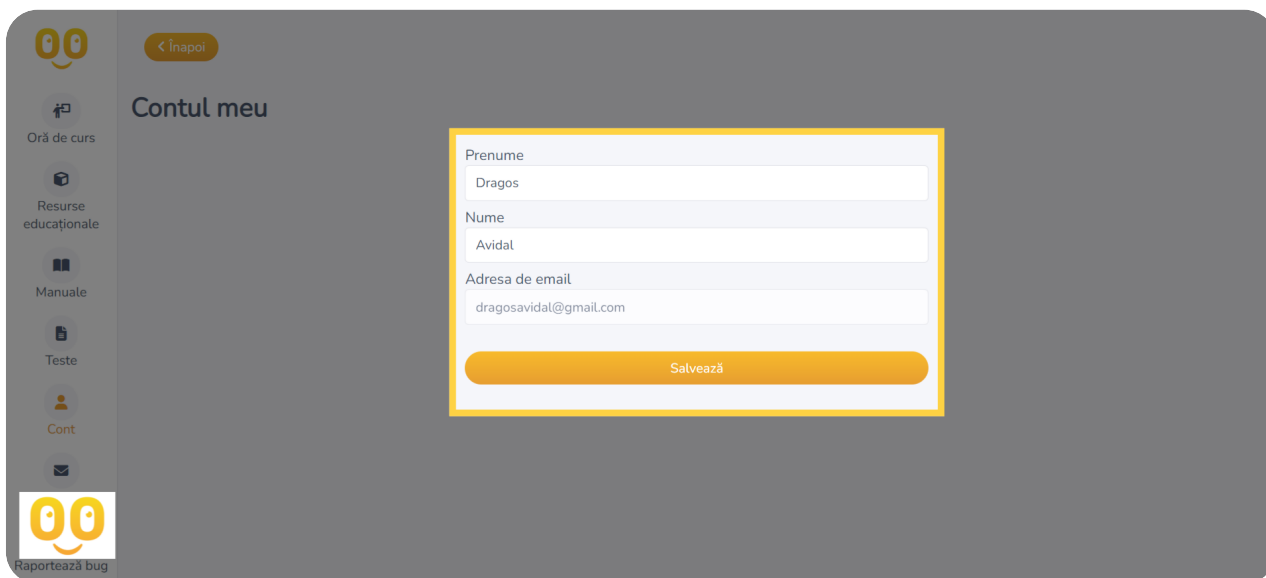 Înapoi
Contul meu
Oră de curs
Resurse
educaționale
Manuale
Teste
Cont
Raportează bug
Prenume
Dragos
Nume
Avidal
Adresa de email
dragosavidal@gmail.com
Salvează